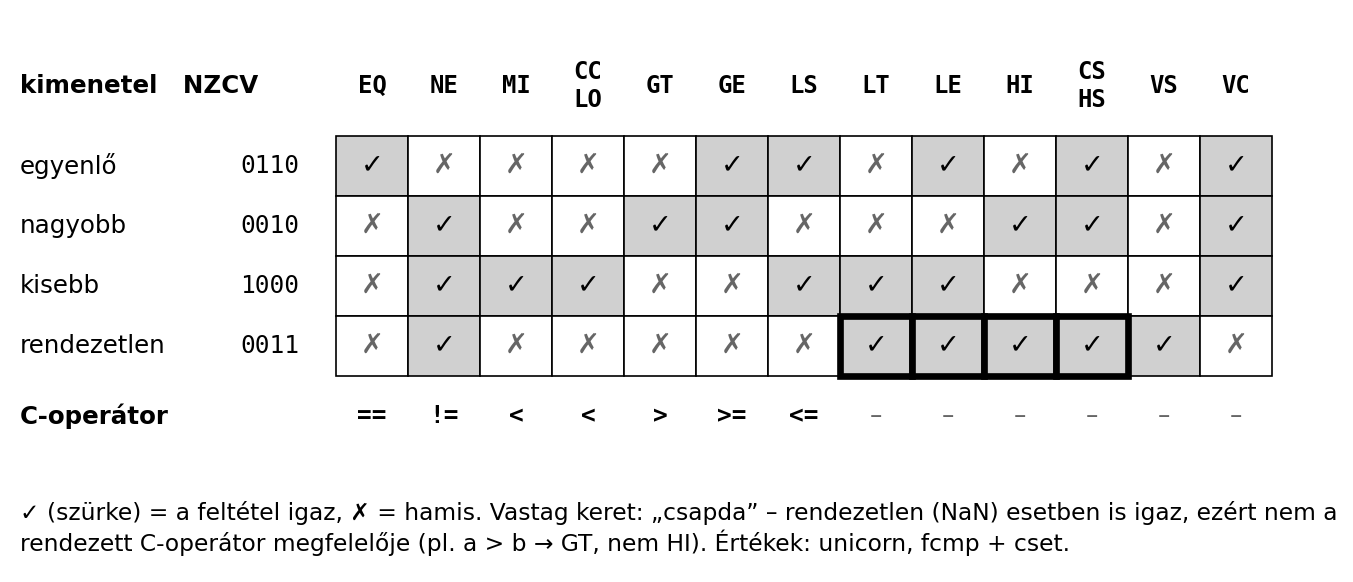 kimenetel NZCV EQ NE MI CC LO GT GE LS LT LE HI CS HS VS VC
egyenlő 0110 ✓ ✗ ✗ ✗ ✗ ✓ ✓ ✗ ✓ ✗ ✓ ✗ ✓
nagyobb 0010 ✗ ✓ ✗ ✗ ✓ ✓ ✗ ✗ ✗ ✓ ✓ ✗ ✓
kisebb 1000 ✗ ✓ ✓ ✓ ✗ ✗ ✓ ✓ ✓ ✗ ✗ ✗ ✓
rendezetlen 0011 ✗ ✓ ✗ ✗ ✗ ✗ ✗ ✓ ✓ ✓ ✓ ✓ ✗
C-operátor == != < < > >= <= – – – – – –
✓ (szürke) = a feltétel igaz, ✗ = hamis. Vastag keret: „csapda” – rendezetlen (NaN) esetben is igaz, ezért nem a
rendezett C-operátor megfelelője (pl. a > b → GT, nem HI). Értékek: unicorn, fcmp + cset.